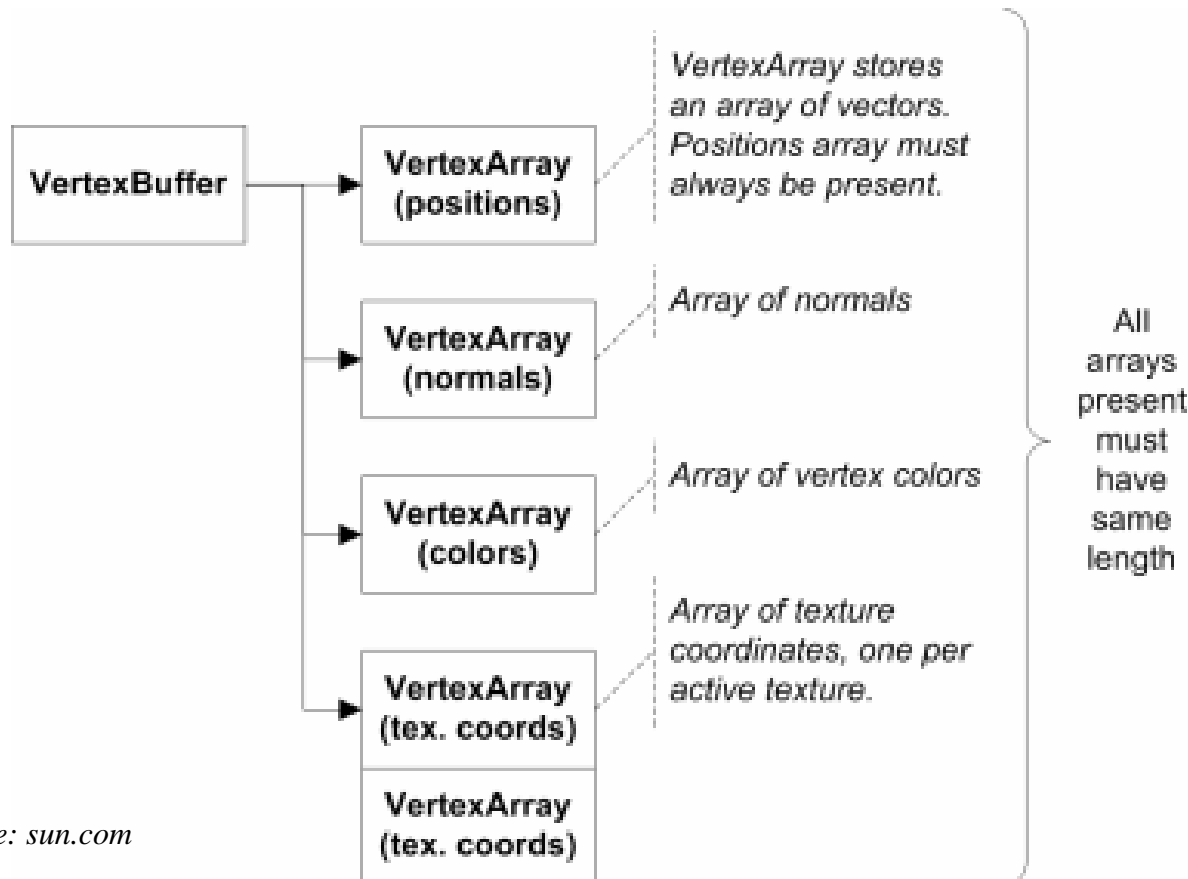 VertexBuffer
VertexArray
(positions)
VertexArray stores
an array of vectors.
Positions array must
always be present.
VertexArray
(normals)
Array of normals
VertexArray
(colors)
Array of vertex colors
VertexArray
(tex. coords)
Array of texture
coordinates, one per
active texture.
VertexArray
(tex. coords)
All
arrays
present
must
have
same
length
e: sun.com